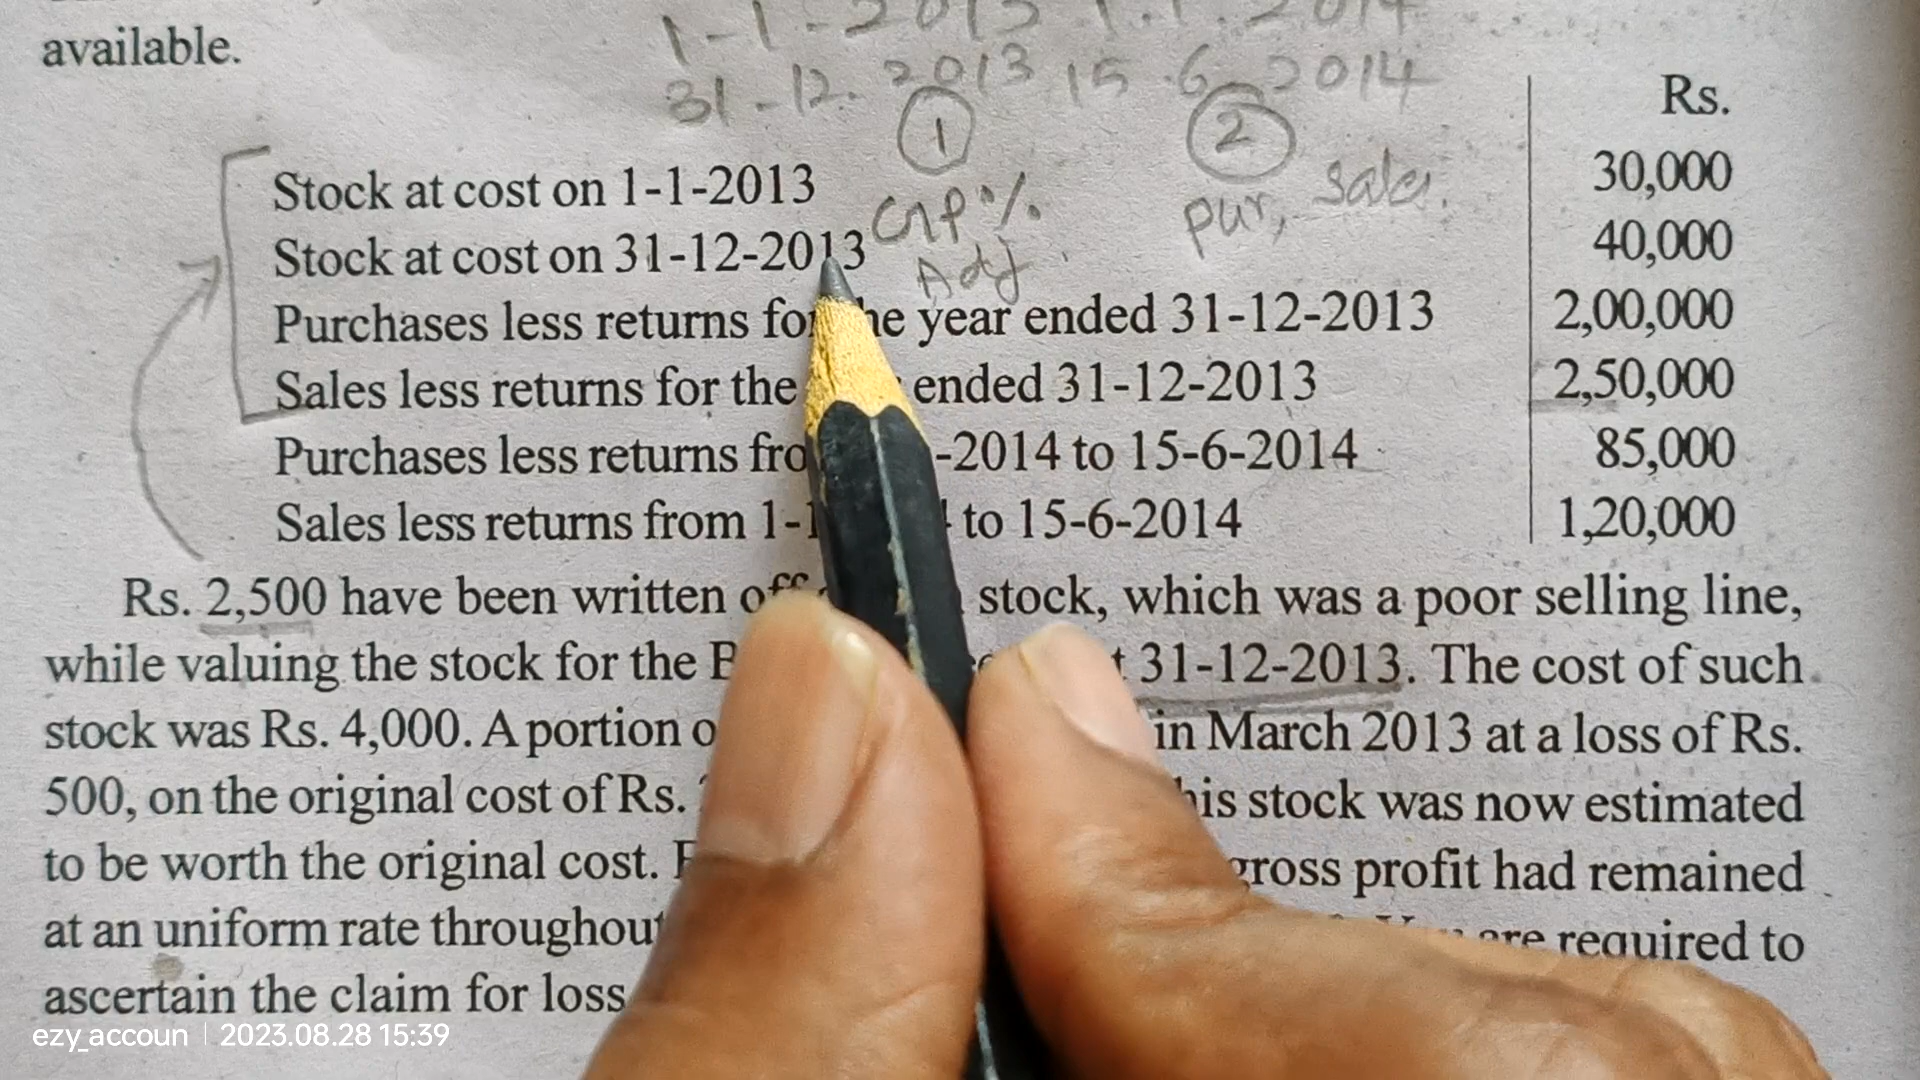 available.
1-1-2013 1.1.2014
31-12.2013 15.6.2014
Rs.
1 2
Stock at cost on 1-1-2013 30,000
GP% pur, sales.
Stock at cost on 31-12-2013 40,000
Adj.
Purchases less returns for the year ended 31-12-2013 2,00,000
Sales less returns for the ended 31-12-2013 2,50,000
Purchases less returns -2014 to 15-6-2014 85,000
Sales less returns from to 15-6-2014 1,20,000
Rs. 2,500 have been written stock, which was a poor selling line,
while valuing the stock for the 31-12-2013. The cost of such
stock was Rs. 4,000. A portion in March 2013 at a loss of Rs.
500, on the original cost of Rs. this stock was now estimated
to be worth the original cost. gross profit had remained
at an uniform rate throughout are required to
ascertain the claim for loss
ezy_accoun | 2023.08.28 15:39